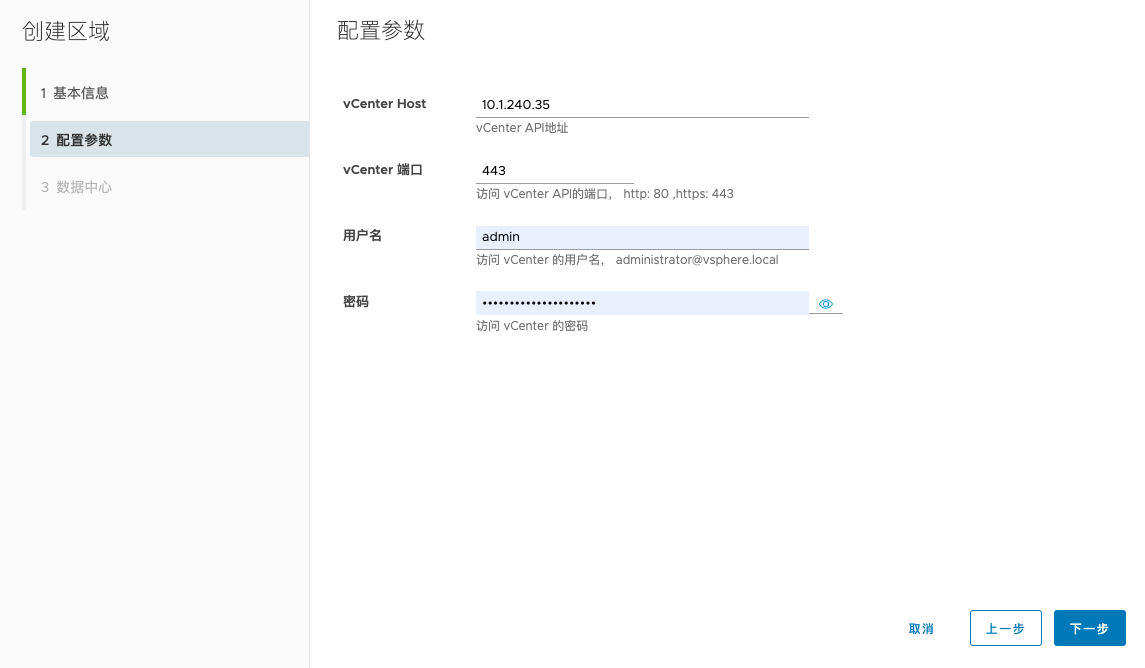 创建区域
1 基本信息
2 配置参数
3 数据中心
配置参数
vCenter Host
10.1.240.35
vCenter API地址
vCenter 端口
443
访问 vCenter API的端口， http: 80 ,https: 443
用户名
admin
访问 vCenter 的用户名， administrator@vsphere.local
密码
•••••••••••••••••••••
访问 vCenter 的密码
取消
上一步
下一步